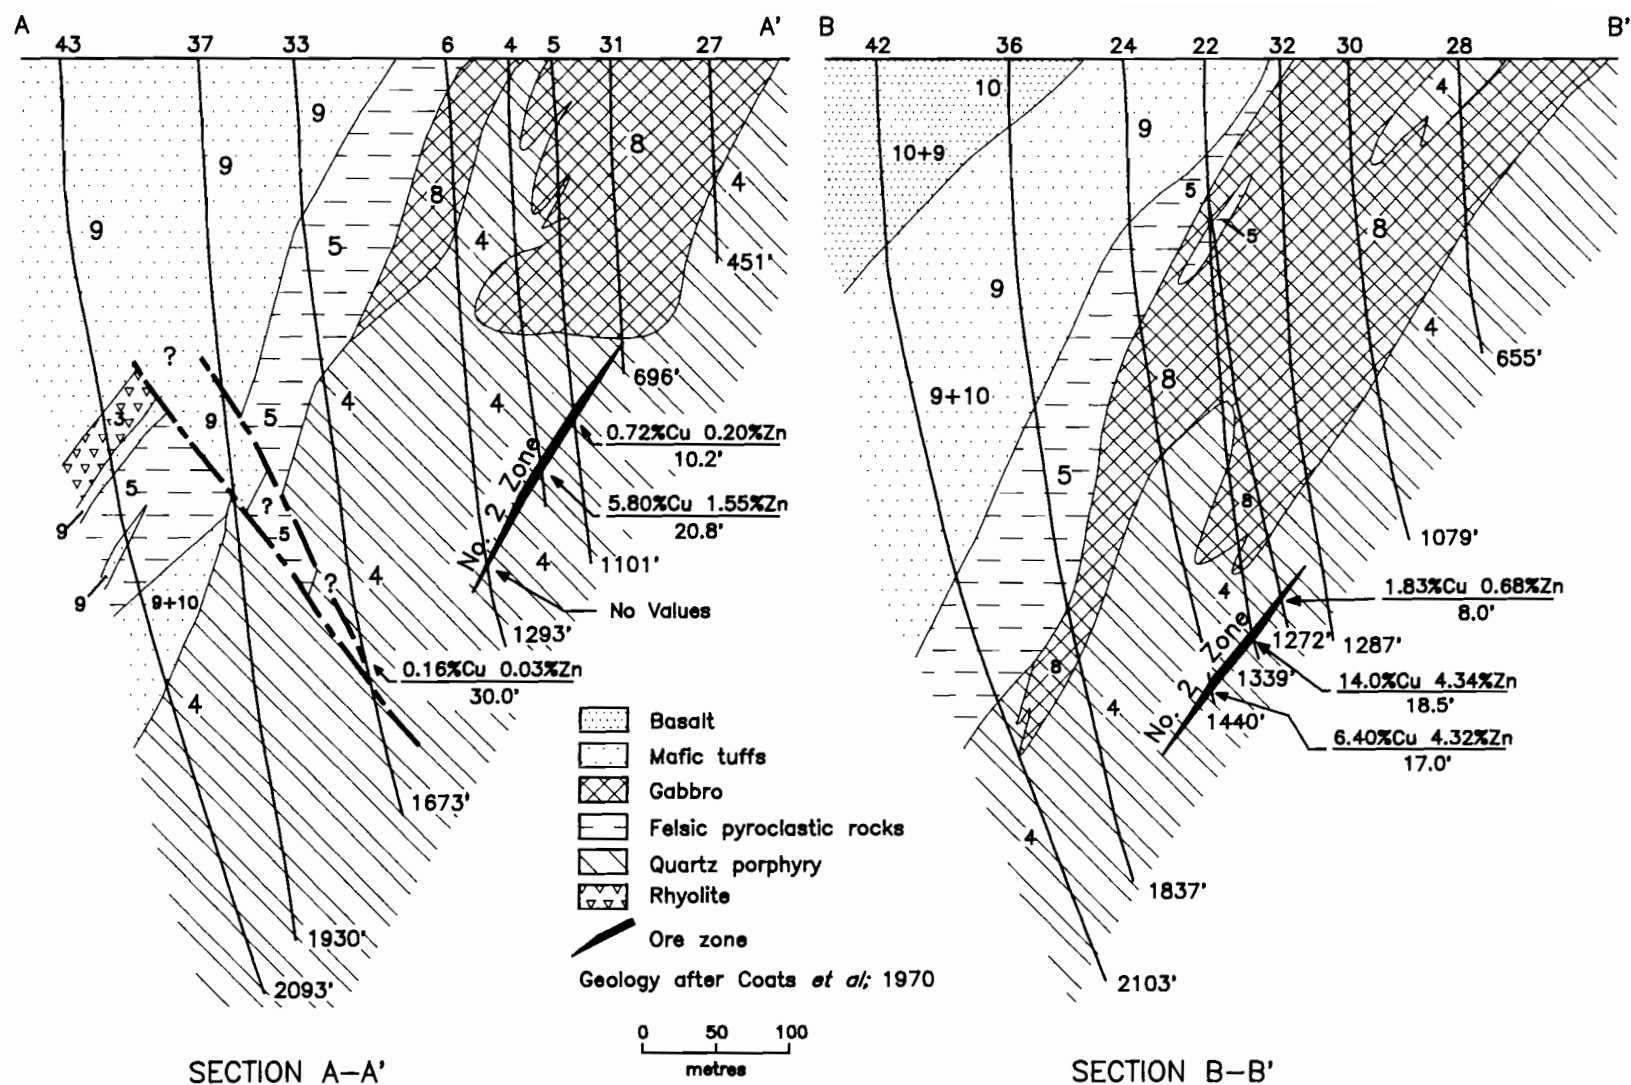 A A' B B'
43 37 33 6 4 5 31 27 42 36 24 22 32 30 28
10
9 9 8 4
9
10+9
9 4
8 5
9 5 4 5 8
451'
9
4
? 655'
696' 8
3 9 5 4 4 9+10
0.72%Cu 0.20%Zn
10.2'
5 5
5.80%Cu 1.55%Zn
20.8'
8
9 ? 5
1079'
No. 2 Zone
4 1101'
? 4
9 9+10
No Values
4
1.83%Cu 0.68%Zn
8.0'
1293'
1272' 1287'
0.16%Cu 0.03%Zn
30.0'
8
No. 2 Zone
1339'
14.0%Cu 4.34%Zn
18.5'
4 4
1440'
6.40%Cu 4.32%Zn
17.0'
Basalt
Mafic tuffs
Gabbro
1673'
Felsic pyroclastic rocks
4
Quartz porphyry
1837'
Rhyolite
1930'
Ore zone
2093'
Geology after Coats et al; 1970
2103'
0 50 100
metres
SECTION A-A' SECTION B-B'